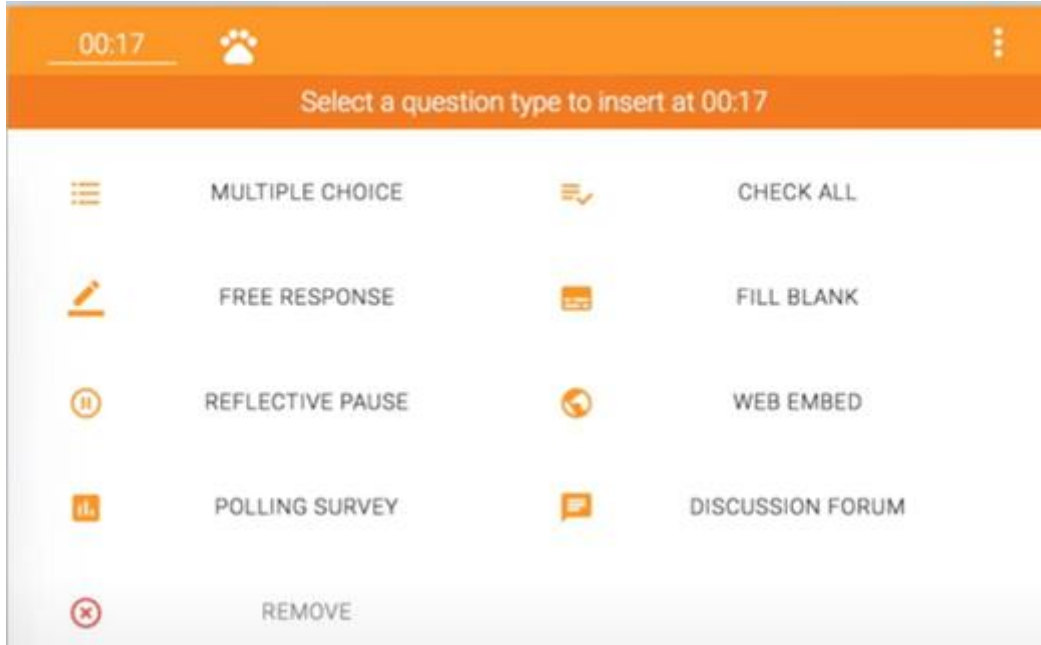 00:17
Select a question type to insert at 00:17
MULTIPLE CHOICE
CHECK ALL
FREE RESPONSE
FILL BLANK
REFLECTIVE PAUSE
WEB EMBED
POLLING SURVEY
DISCUSSION FORUM
REMOVE